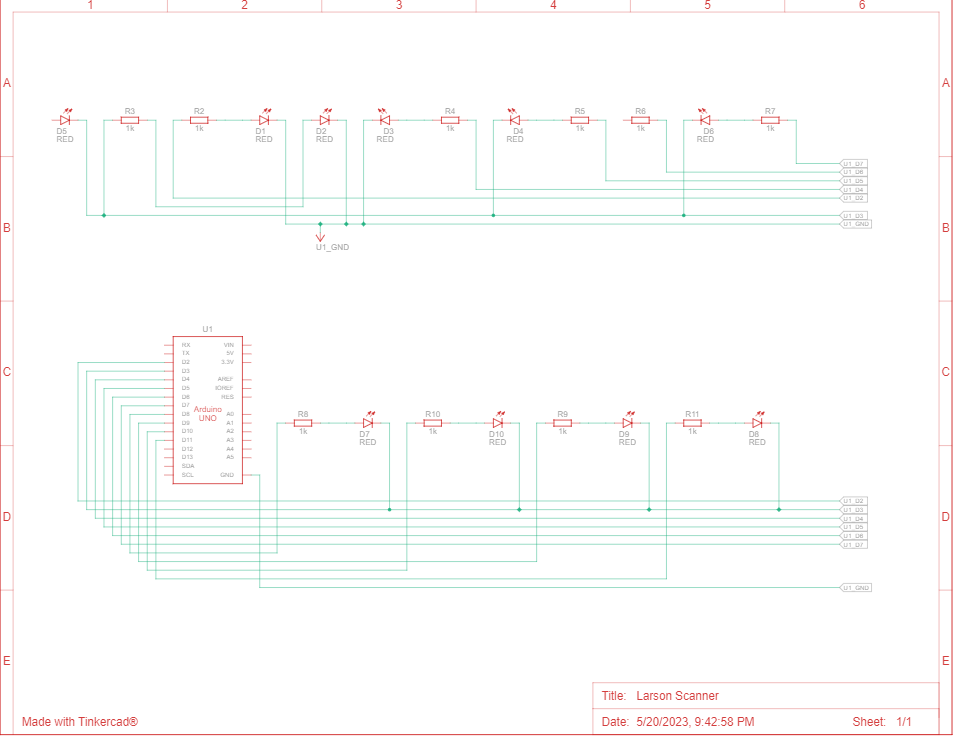 1 2 3 4 5 6
A A
R3 R2 R4 R5 R6 R7
1k 1k 1k 1k 1k 1k
D5 D1 D2 D3 D4 D6
RED RED RED RED RED RED
U1_D7
U1_D6
U1_D5
U1_D4
U1_D2
U1_D3
U1_GND
B B
U1_GND
U1
RX VIN
TX 5V
D2 3.3V
D3
D4 AREF
D5 IOREF
D6 RES
D7
D8 A0
D9 A1
D10 A2
D11 A3
D12 A4
D13 A5
SDA
SCL GND
Arduino
UNO
C C
R8 R10 R9 R11
1k 1k 1k 1k
D7 D10 D9 D8
RED RED RED RED
U1_D2
U1_D3
U1_D4
U1_D5
U1_D6
U1_D7
D D
U1_GND
E E
Title: Larson Scanner
Made with Tinkercad®
Date: 5/20/2023, 9:42:58 PM Sheet: 1/1